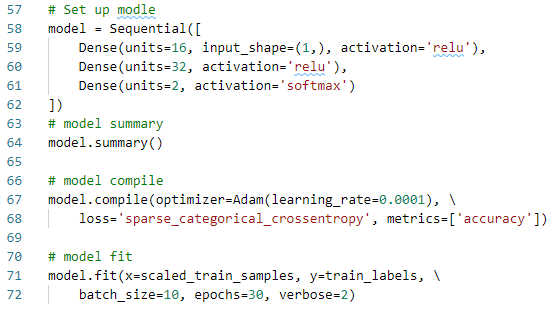 57 # Set up modle
58 model = Sequential([
59     Dense(units=16, input_shape=(1,), activation='relu'),
60     Dense(units=32, activation='relu'),
61     Dense(units=2, activation='softmax')
62 ])
63 # model summary
64 model.summary()
65
66 # model compile
67 model.compile(optimizer=Adam(learning_rate=0.0001), \
68     loss='sparse_categorical_crossentropy', metrics=['accuracy'])
69
70 # model fit
71 model.fit(x=scaled_train_samples, y=train_labels, \
72     batch_size=10, epochs=30, verbose=2)